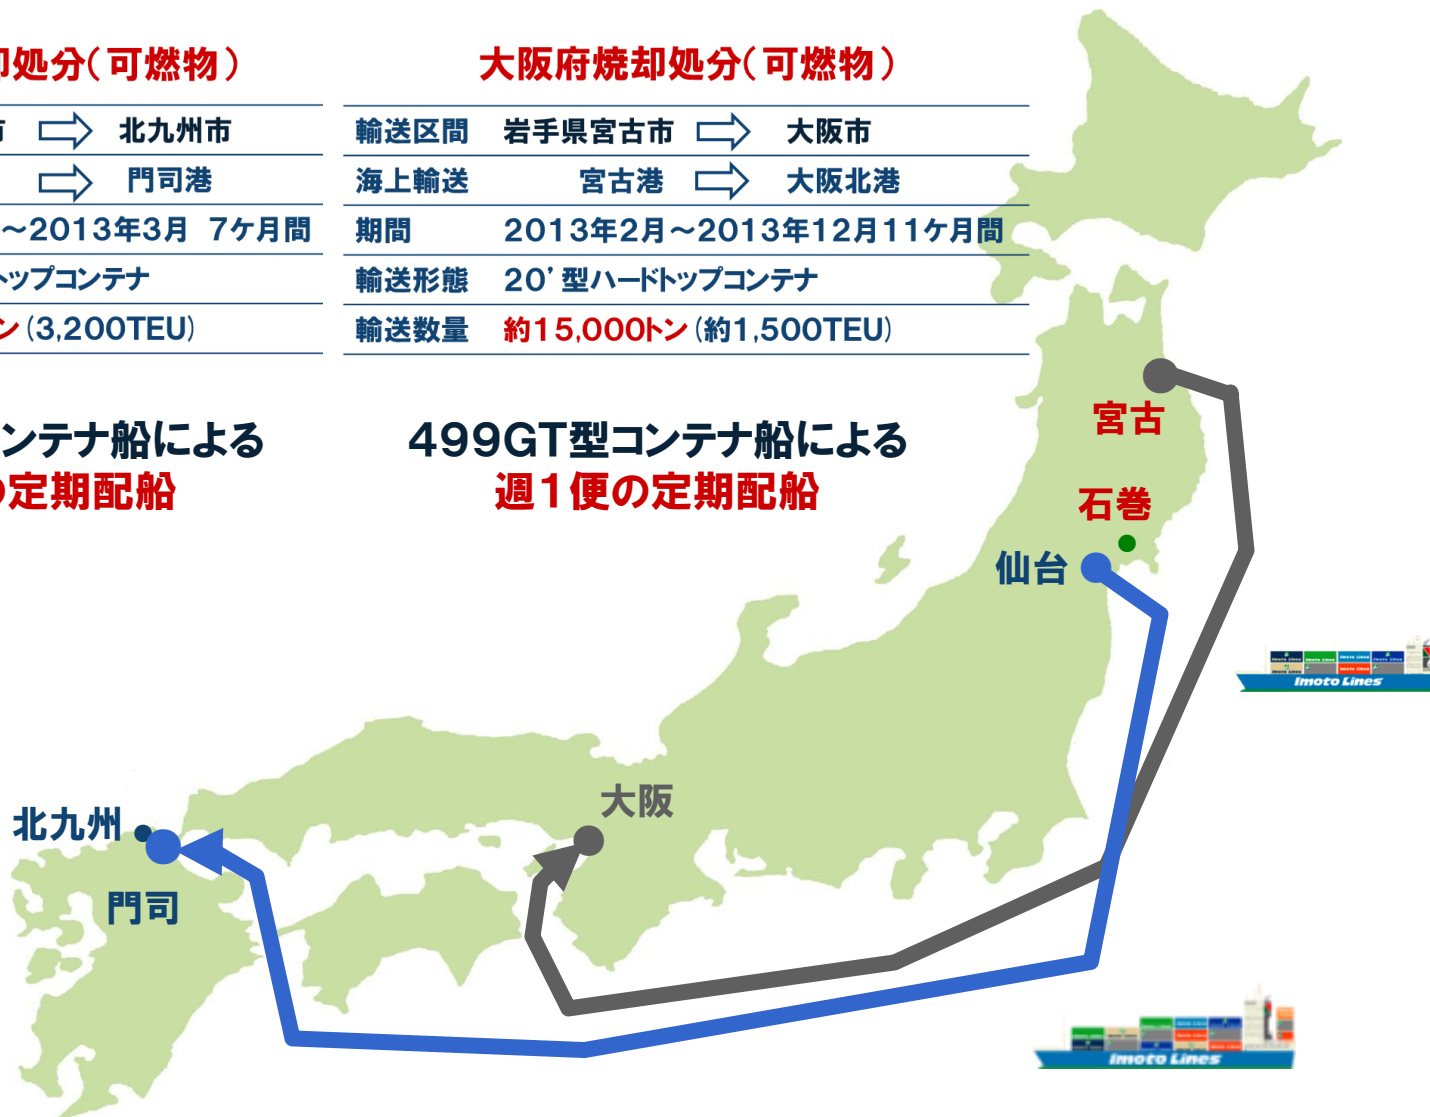 却処分(可燃物)
市 ⇨ 北九州市
⇨ 門司港
～2013年3月 7ケ月間
トップコンテナ
ン(3,200TEU)
コンテナ船による
の定期配船
大阪府焼却処分(可燃物)
輸送区間 岩手県宮古市 ⇨ 大阪市
海上輸送 宮古港 ⇨ 大阪北港
期間 2013年2月～2013年12月11ケ月間
輸送形態 20’型ハードトップコンテナ
輸送数量 約15,000トン(約1,500TEU)
499GT型コンテナ船による
週1便の定期配船
宮古
石巻
仙台
大阪
北九州
門司
Imoto Lines
Imoto Lines